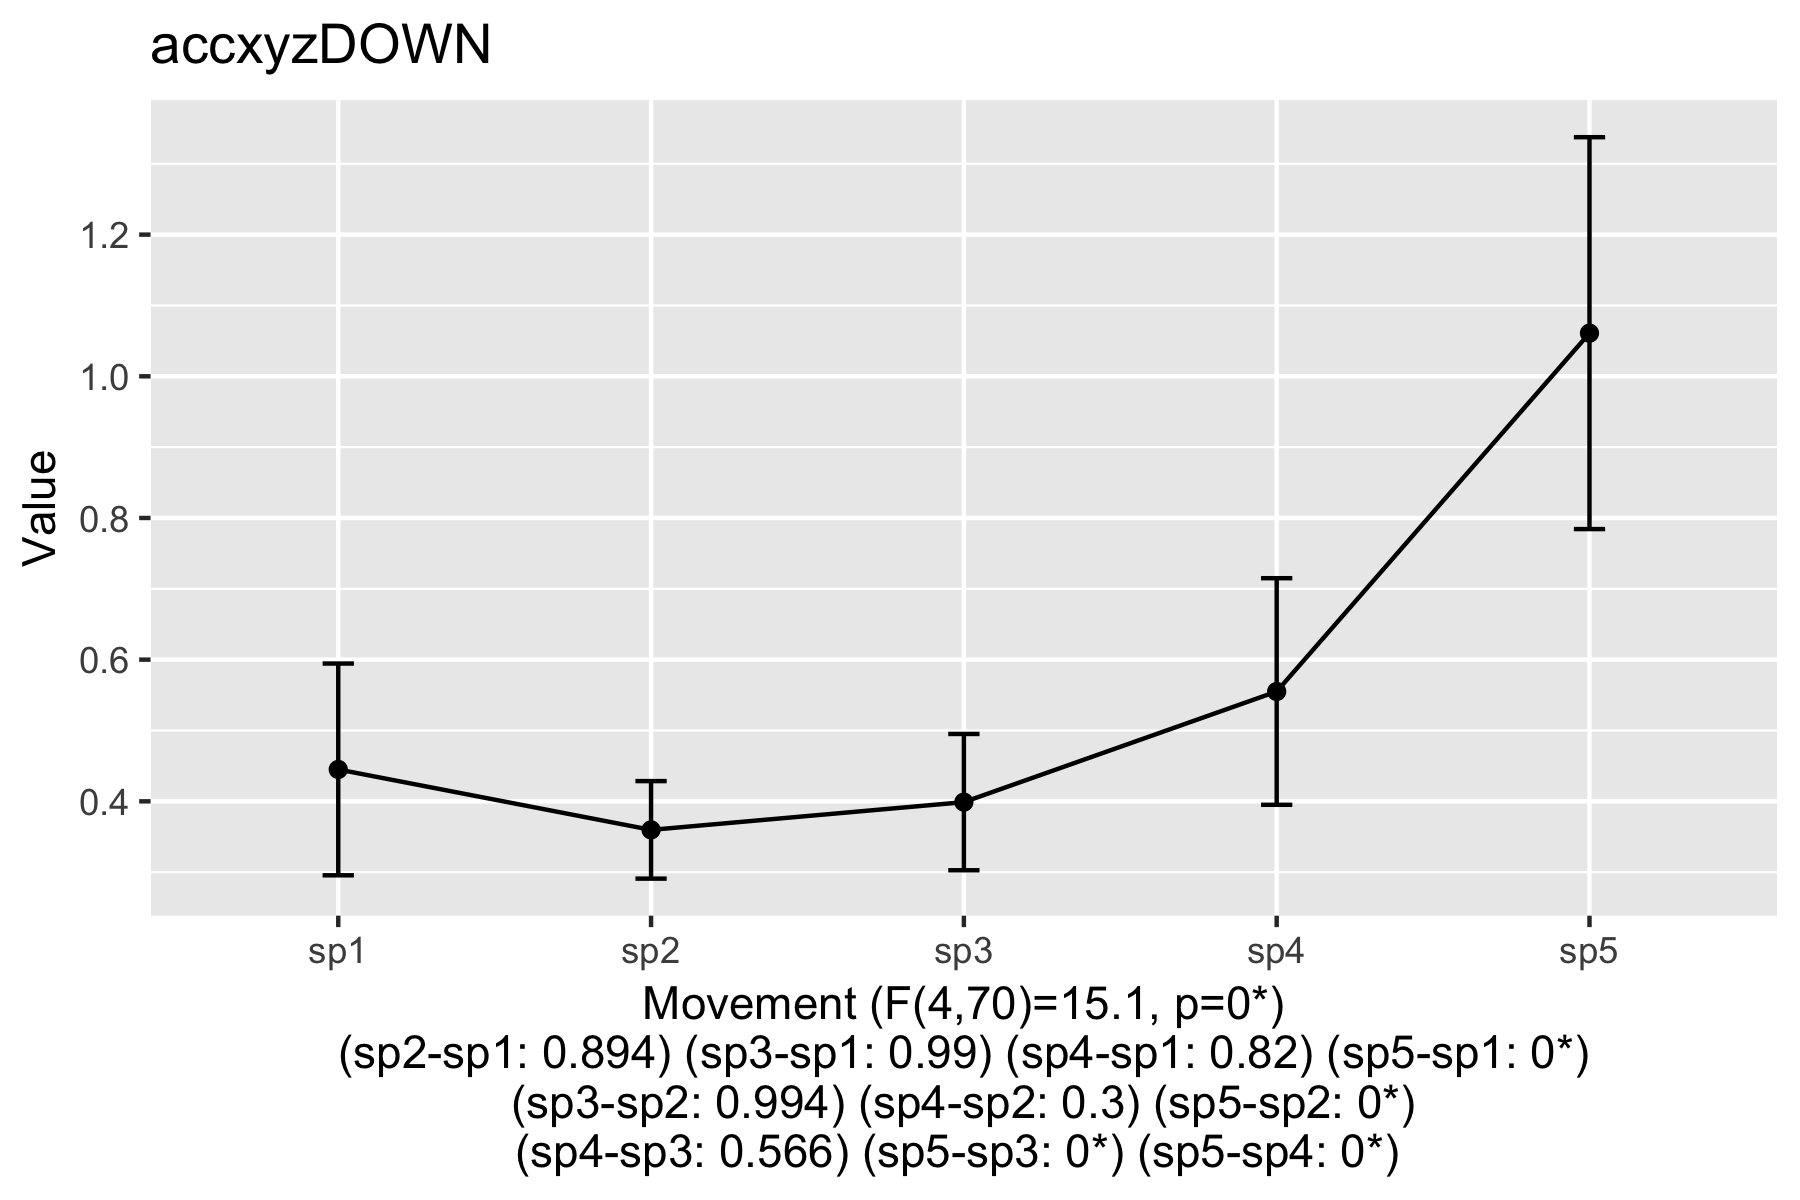 accxyzDOWN
Value
1.2
1.0
0.8
0.6
0.4
sp1 sp2 sp3 sp4 sp5
Movement (F(4,70)=15.1, p=0*)
(sp2-sp1: 0.894) (sp3-sp1: 0.99) (sp4-sp1: 0.82) (sp5-sp1: 0*)
(sp3-sp2: 0.994) (sp4-sp2: 0.3) (sp5-sp2: 0*)
(sp4-sp3: 0.566) (sp5-sp3: 0*) (sp5-sp4: 0*)